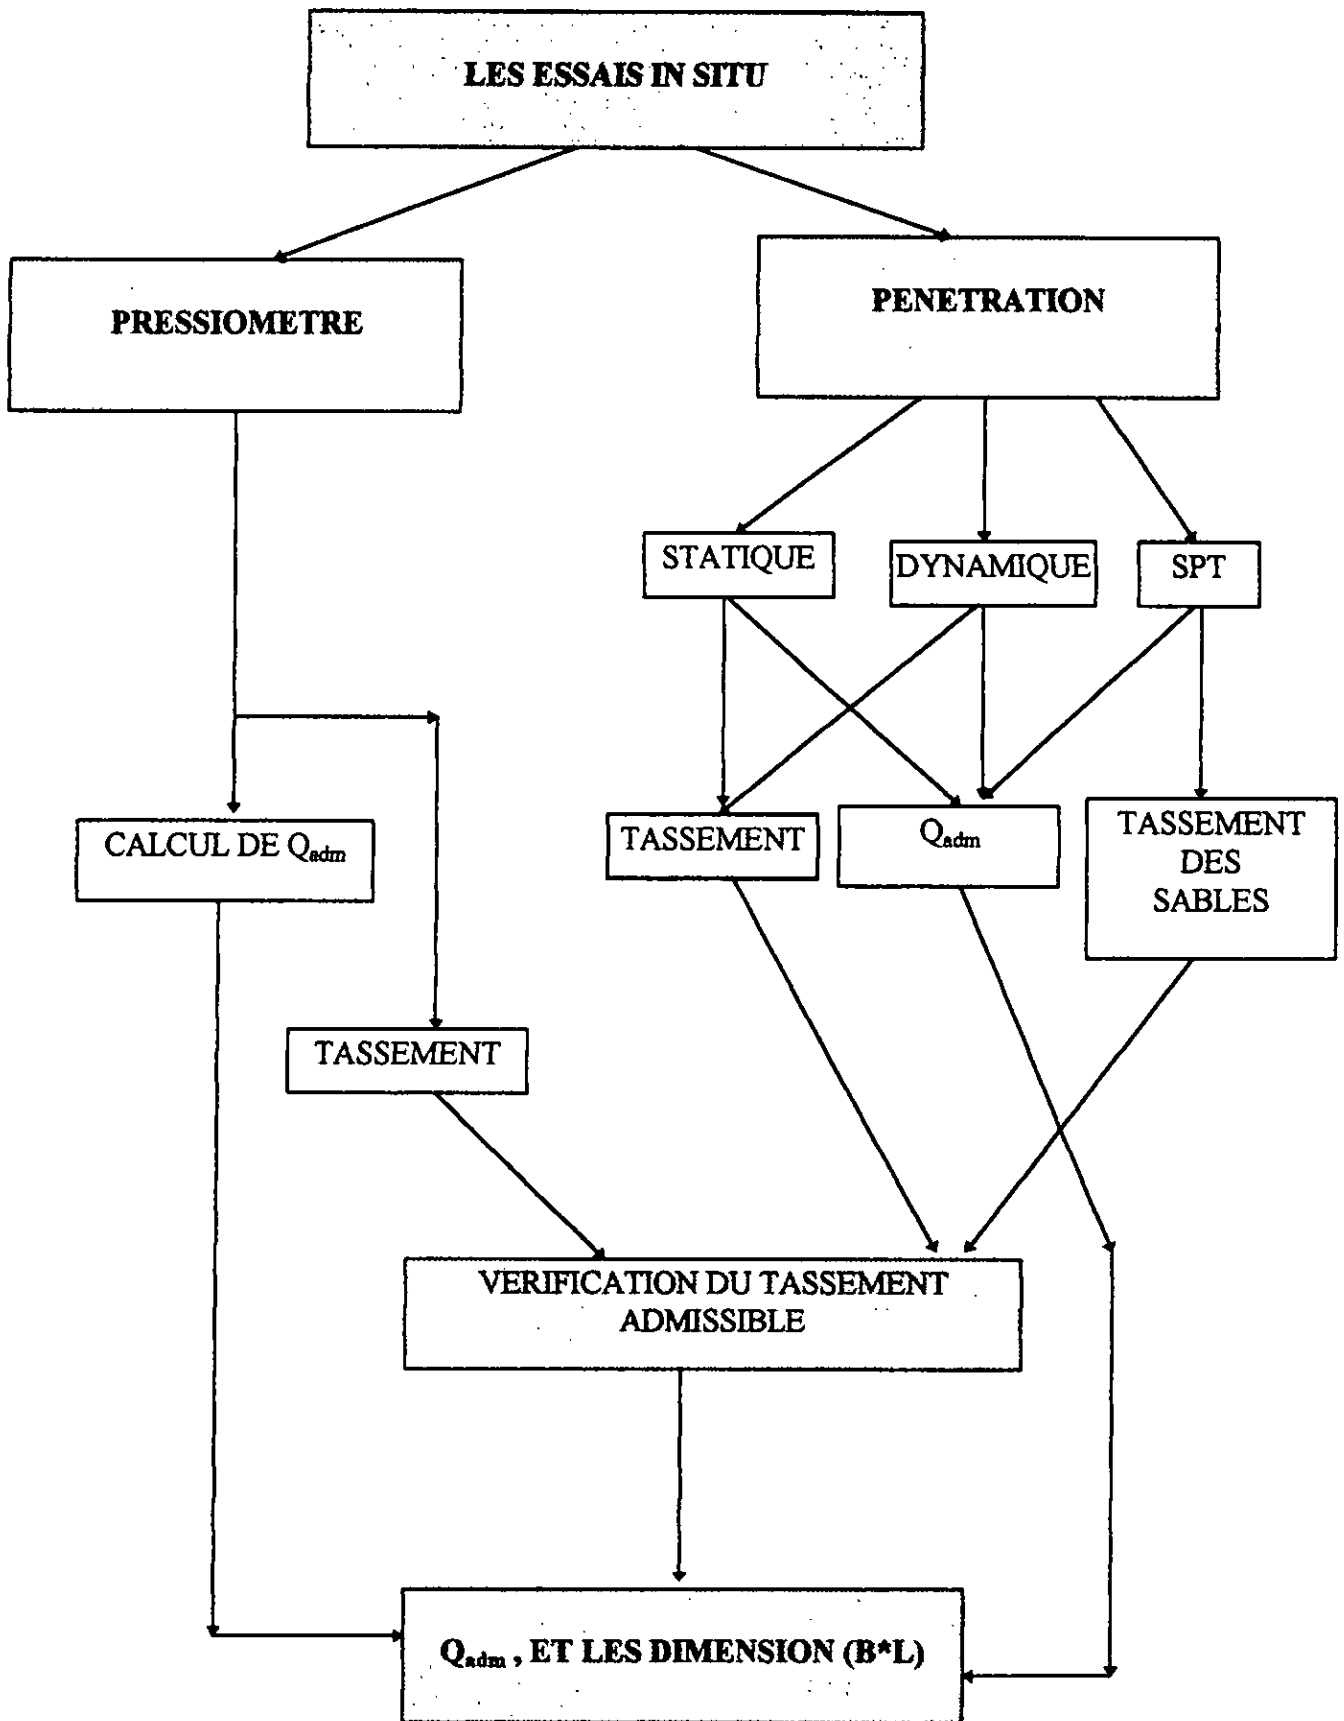 LES ESSAIS IN SITU
PRESSIOMETRE
PENETRATION
STATIQUE
DYNAMIQUE
SPT
CALCUL DE Qadm
TASSEMENT
Qadm
TASSEMENT
DES
SABLES
TASSEMENT
VERIFICATION DU TASSEMENT
ADMISSIBLE
Qadm , ET LES DIMENSION (B*L)